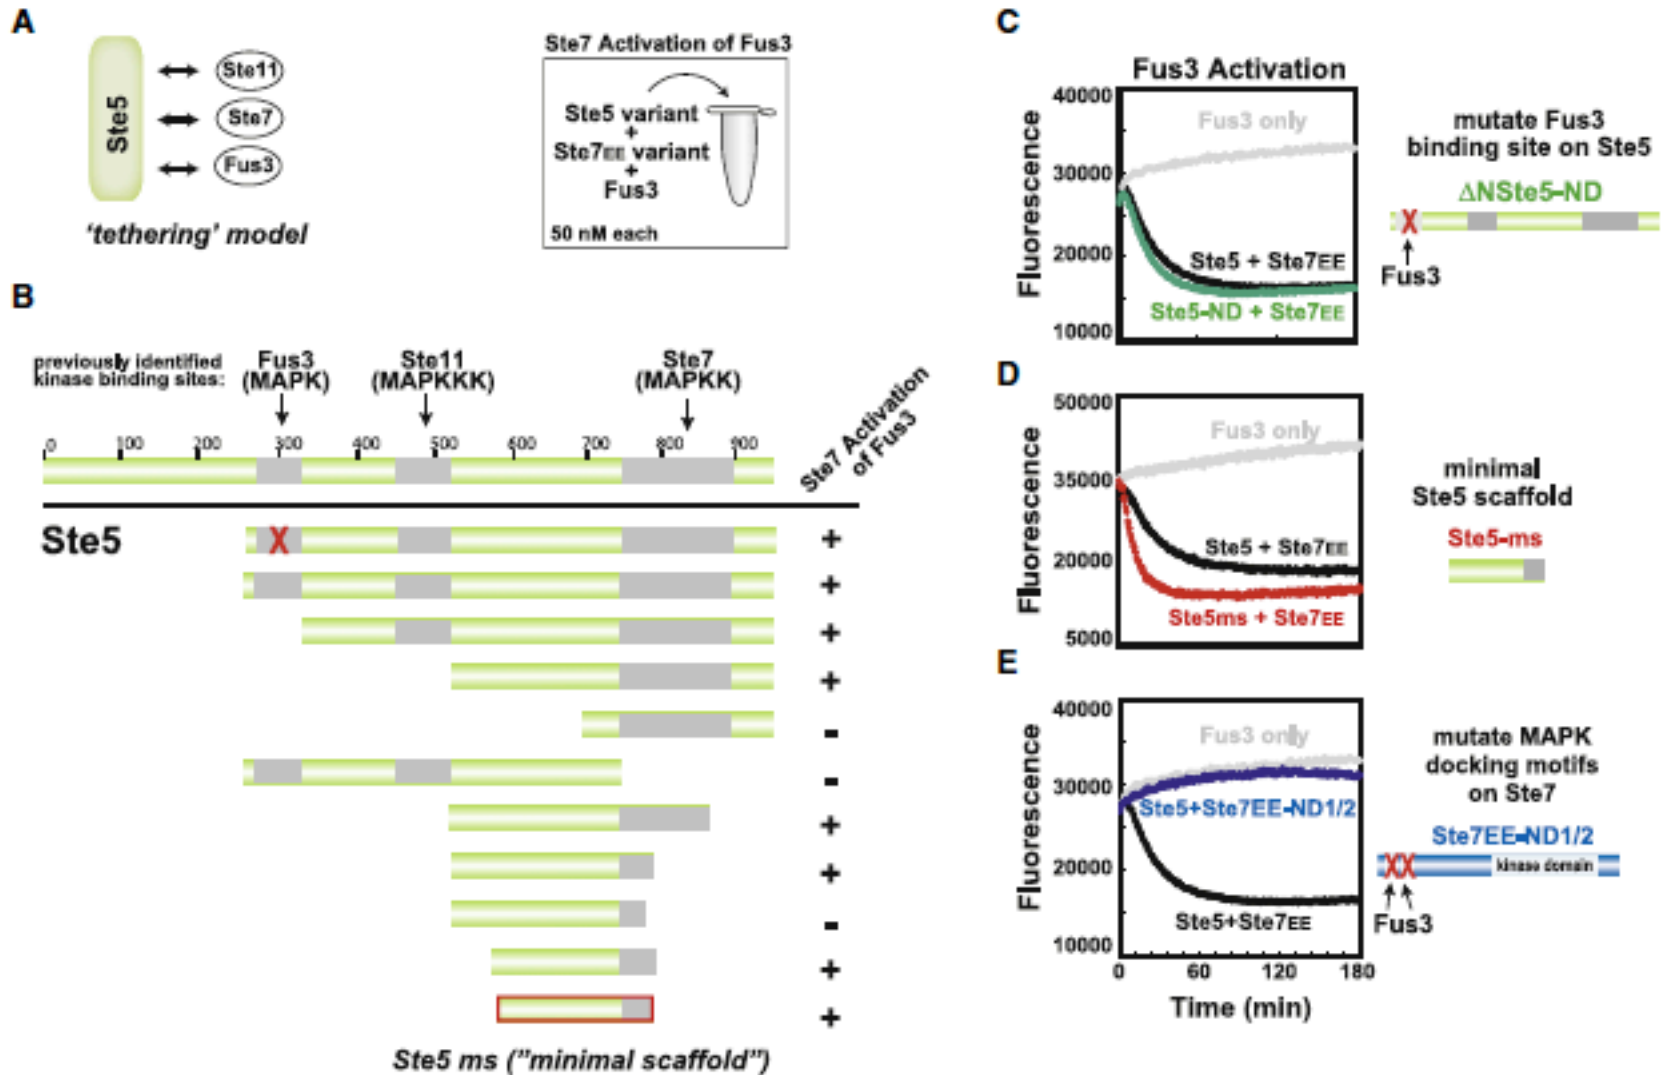 A
Ste5
Ste11
Ste7
Fus3
‘tethering’ model
Ste7 Activation of Fus3
Ste5 variant
+
Ste7EE variant
+
Fus3
50 nM each
B
previously identified
kinase binding sites:
Fus3
(MAPK)
Ste11
(MAPKKK)
Ste7
(MAPKK)
Ste7 Activation
of Fus3
0 100 200 300 400 500 600 700 800 900
Ste5
X
+
+
+
+
-
-
+
+
-
+
+
Ste5 ms ("minimal scaffold")
C
Fus3 Activation
Fluorescence
40000
30000
20000
10000
Fus3 only
Ste5 + Ste7EE
Ste5-ND + Ste7EE
mutate Fus3
binding site on Ste5
ΔNSte5-ND
X
Fus3
D
Fluorescence
50000
35000
20000
5000
Fus3 only
Ste5 + Ste7EE
Ste5ms + Ste7EE
minimal
Ste5 scaffold
Ste5-ms
E
Fluorescence
40000
30000
20000
10000
Fus3 only
Ste5+Ste7EE-ND1/2
Ste5+Ste7EE
0 60 120 180
Time (min)
mutate MAPK
docking motifs
on Ste7
Ste7EE-ND1/2
XX
kinase domain
Fus3